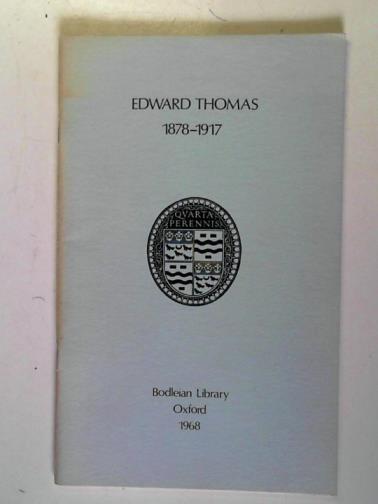 EDWARD THOMAS
1878–1917
QVARTA
PERENNIS
Bodleian Library
Oxford
1968